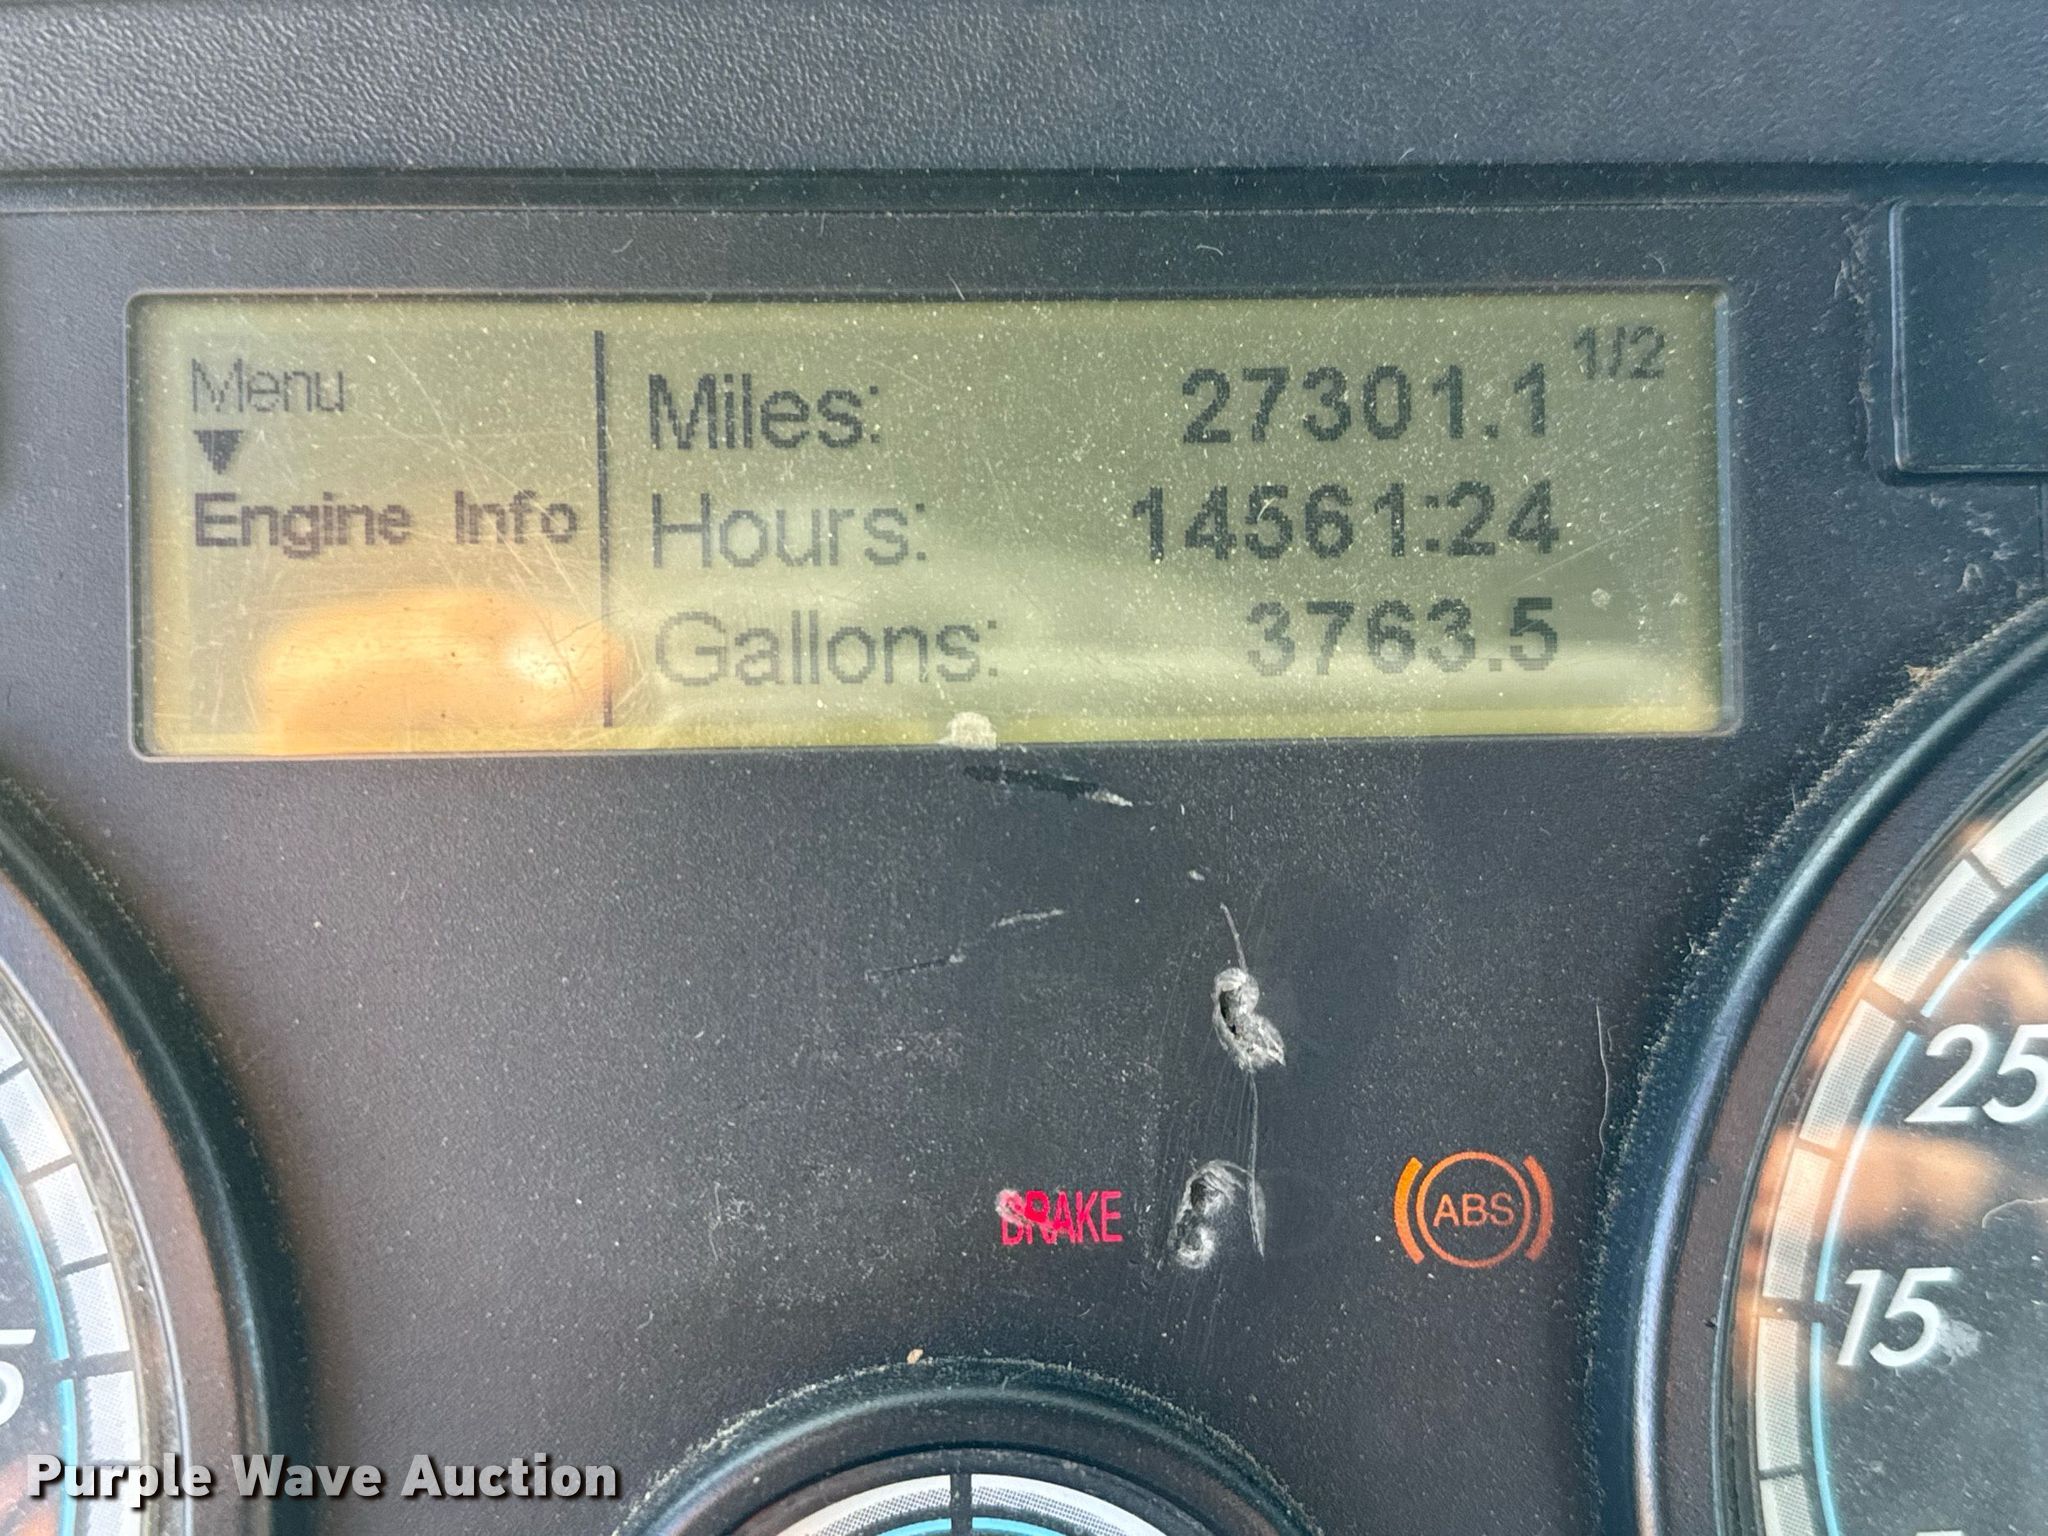 Menu
Engine Info
Miles: 27301.1 1/2
Hours: 14561:24
Gallons: 3763.5
25
BRAKE
ABS
15
5
Purple Wave Auction